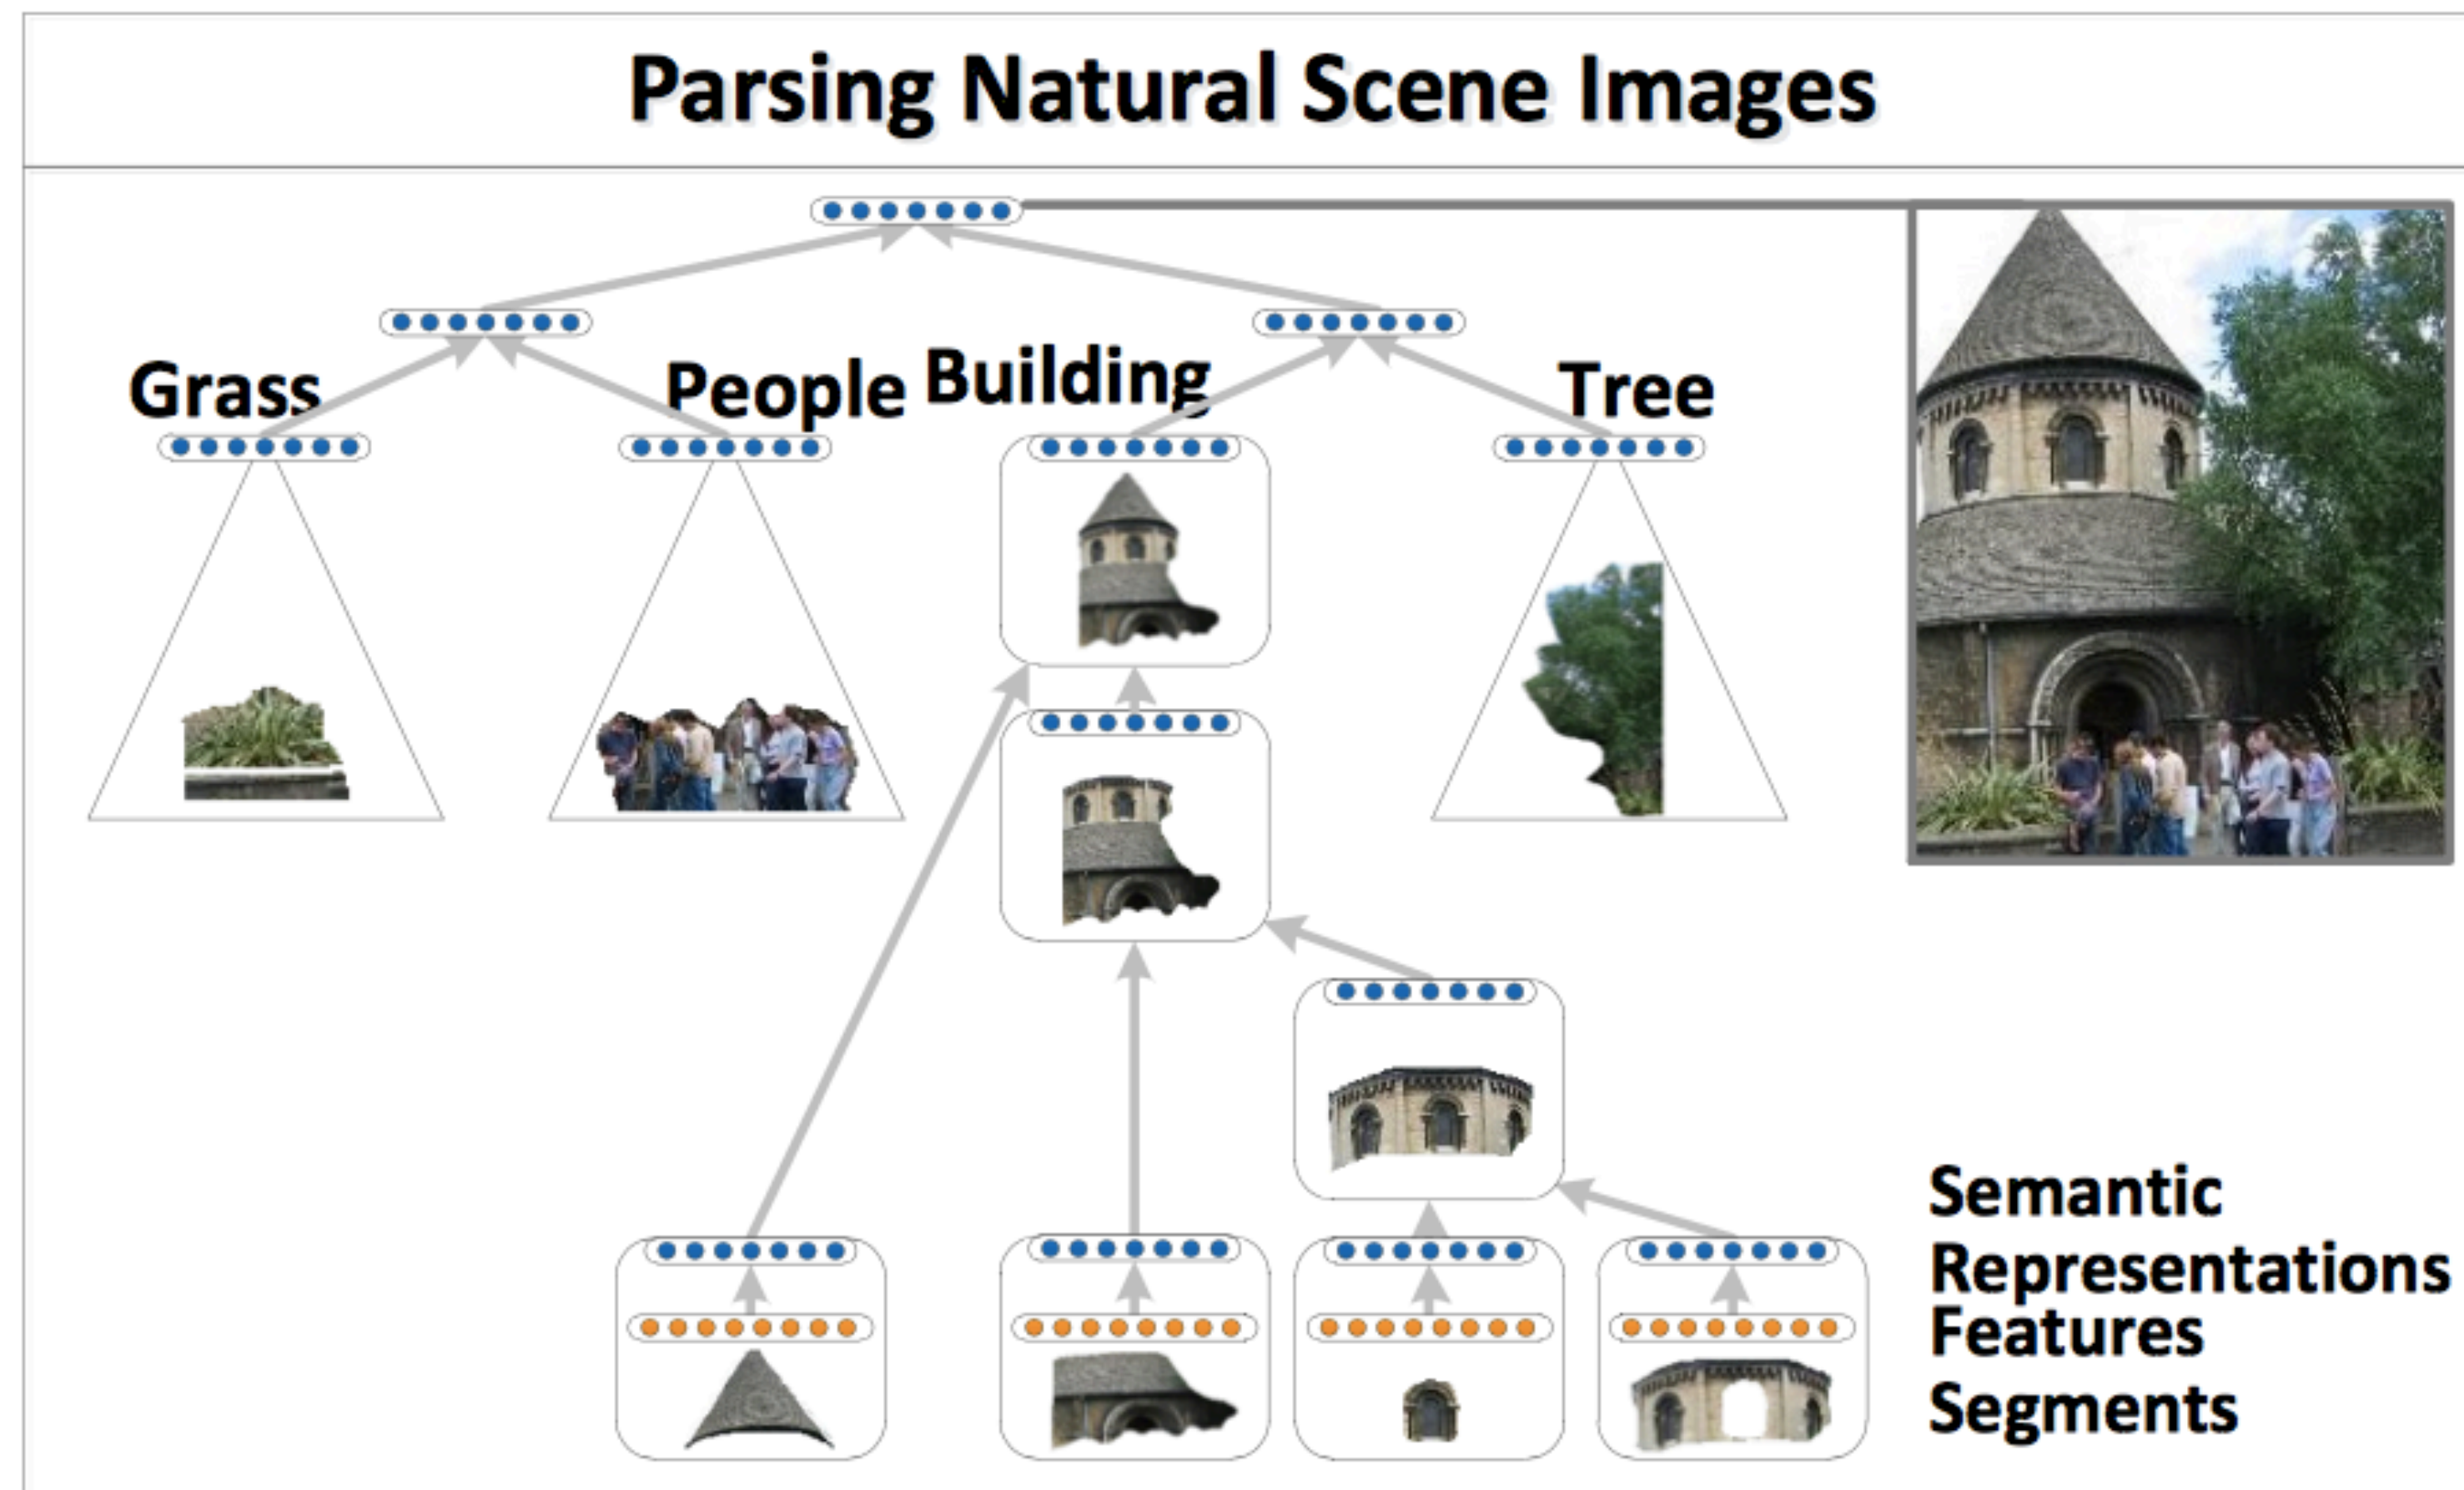 Parsing Natural Scene Images
Grass
People
Building
Tree
Semantic
Representations
Features
Segments